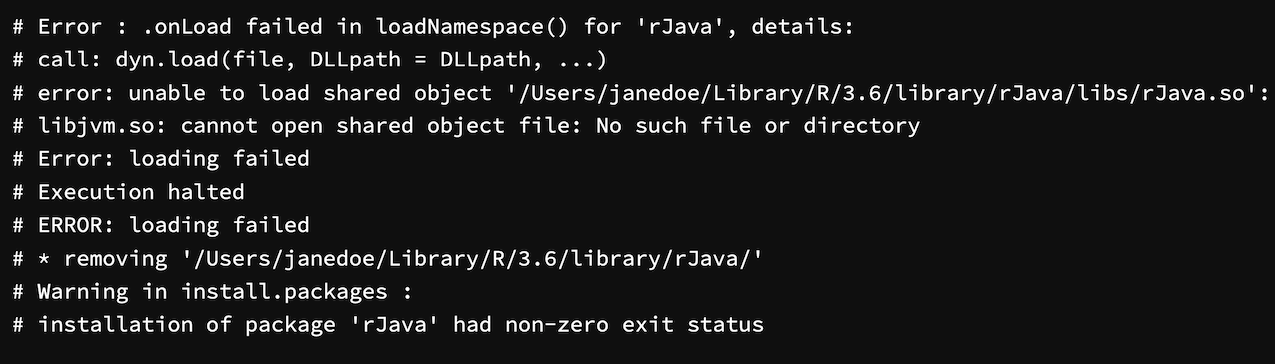 # Error : .onLoad failed in loadNamespace() for 'rJava', details:
# call: dyn.load(file, DLLpath = DLLpath, ...)
# error: unable to load shared object '/Users/janedoe/Library/R/3.6/library/rJava/libs/rJava.so':
# libjvm.so: cannot open shared object file: No such file or directory
# Error: loading failed
# Execution halted
# ERROR: loading failed
# * removing '/Users/janedoe/Library/R/3.6/library/rJava/'
# Warning in install.packages :
# installation of package 'rJava' had non-zero exit status